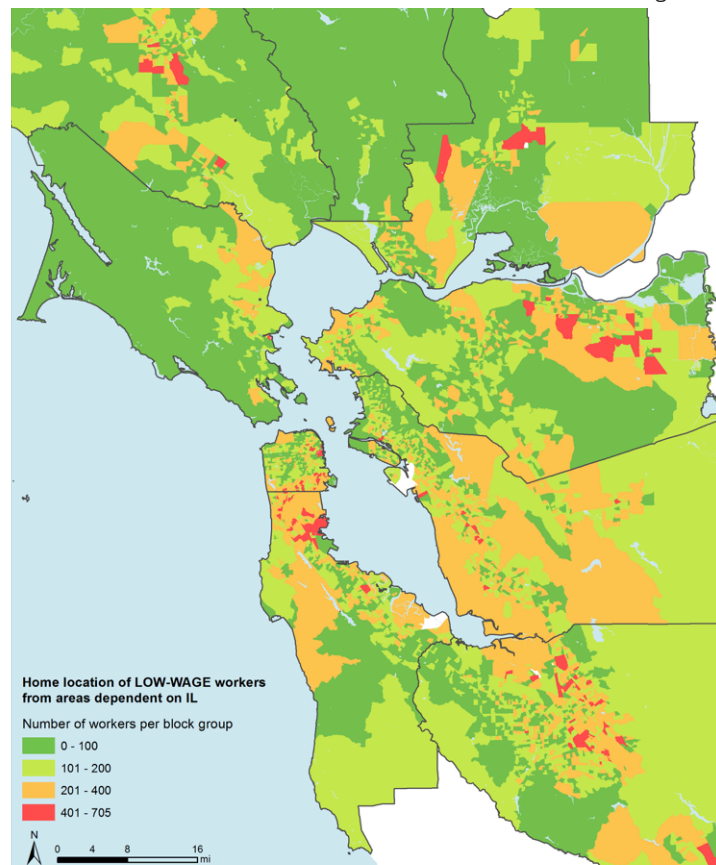 Home location of LOW-WAGE workers
from areas dependent on IL
Number of workers per block group
0 - 100
101 - 200
201 - 400
401 - 705
N
0 4 8 16
mi